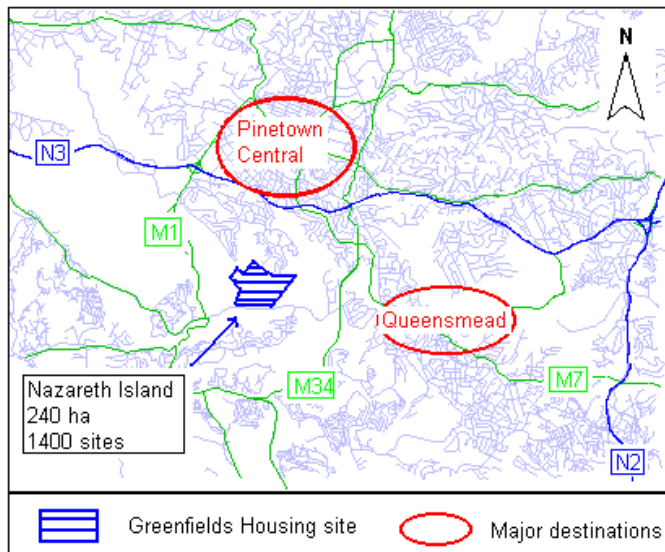 N
Pinetown
Central
N3
M1
Queensmead
Nazareth Island
240 ha
1400 sites
M34
M7
N2
Greenfields Housing site
Major destinations